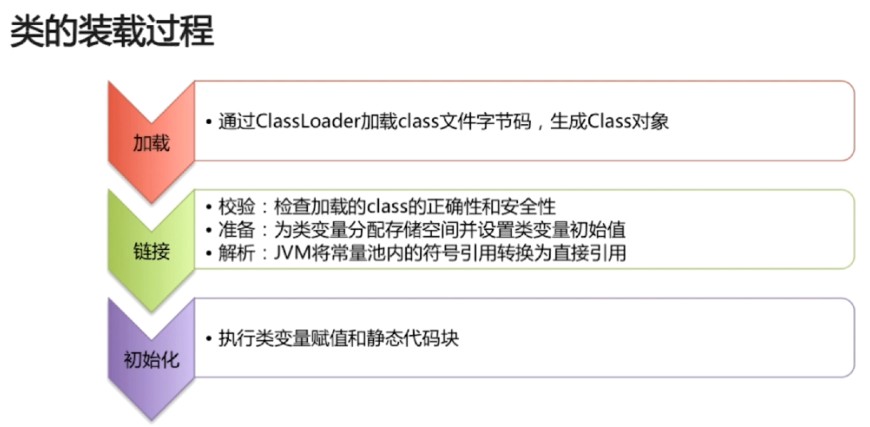 类的装载过程
加载
• 通过ClassLoader加载class文件字节码，生成Class对象
链接
• 校验：检查加载的class的正确性和安全性
• 准备：为类变量分配存储空间并设置类变量初始值
• 解析：JVM将常量池内的符号引用转换为直接引用
初始化
• 执行类变量赋值和静态代码块